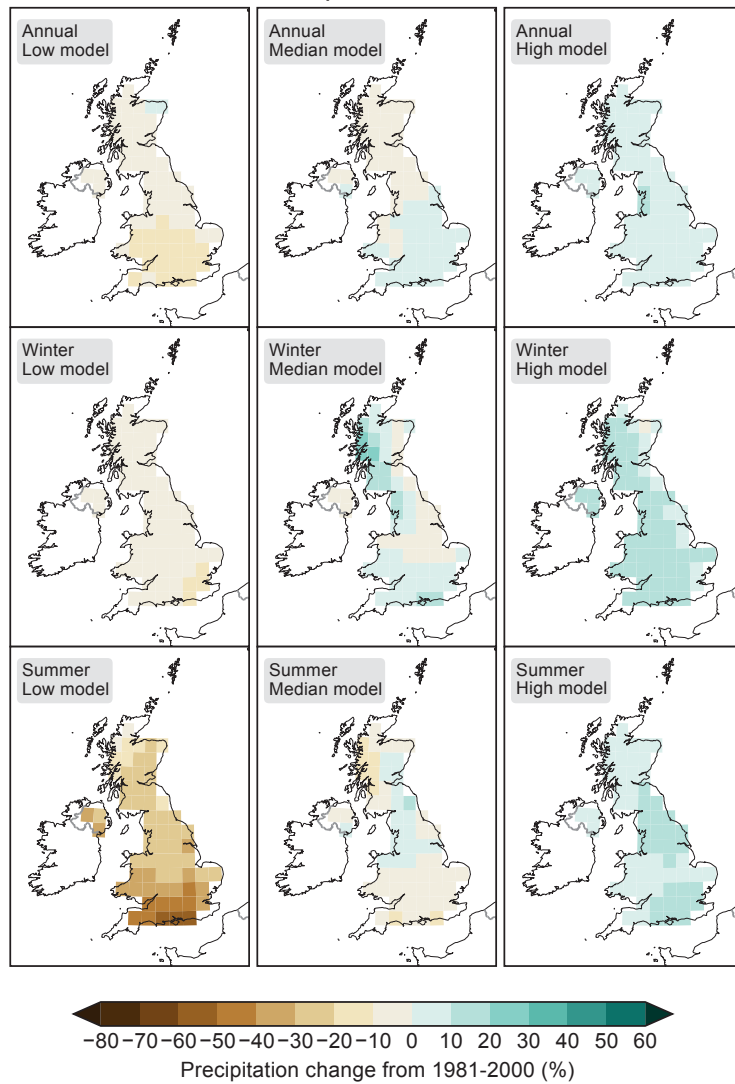 Annual
Low model
Annual
Median model
Annual
High model
Winter
Low model
Winter
Median model
Winter
High model
Summer
Low model
Summer
Median model
Summer
High model
−80 −70 −60 −50 −40 −30 −20 −10 0 10 20 30 40 50 60
Precipitation change from 1981-2000 (%)